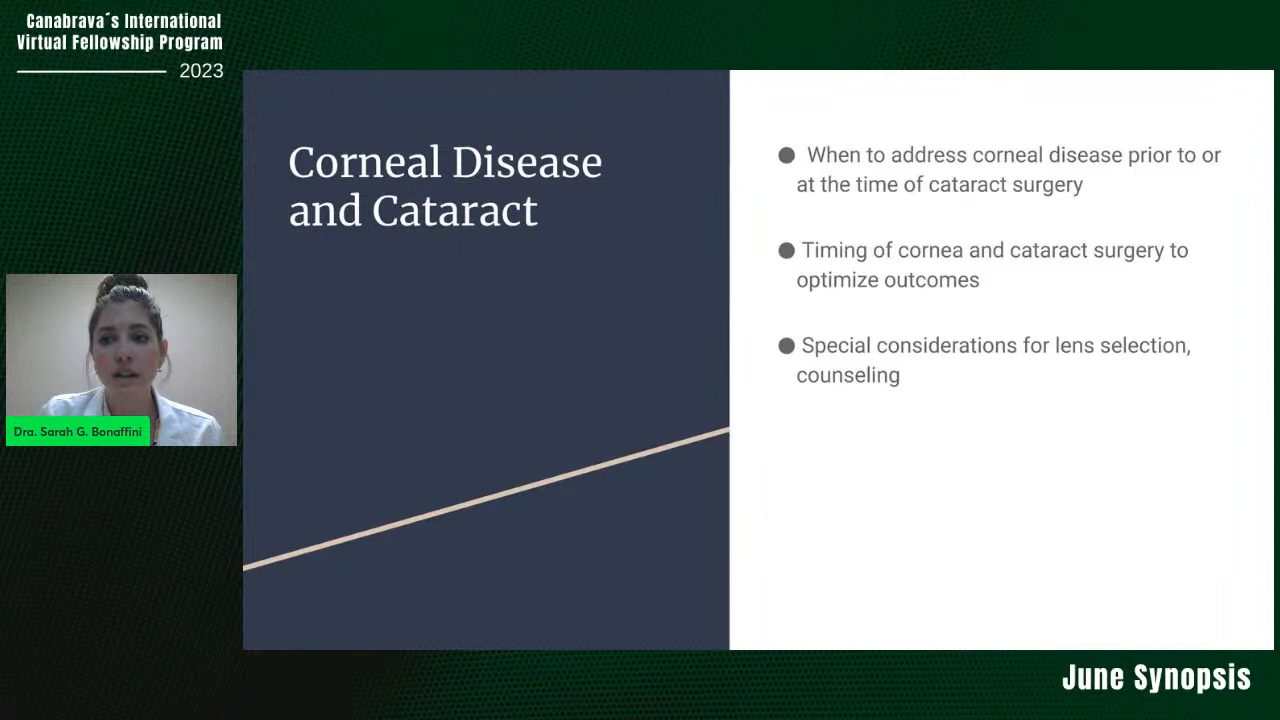 Canabrava´s International
Virtual Fellowship Program
2023
Corneal Disease
and Cataract
● When to address corneal disease prior to or
at the time of cataract surgery
● Timing of cornea and cataract surgery to
optimize outcomes
● Special considerations for lens selection,
counseling
Dra. Sarah G. Bonaffini
June Synopsis